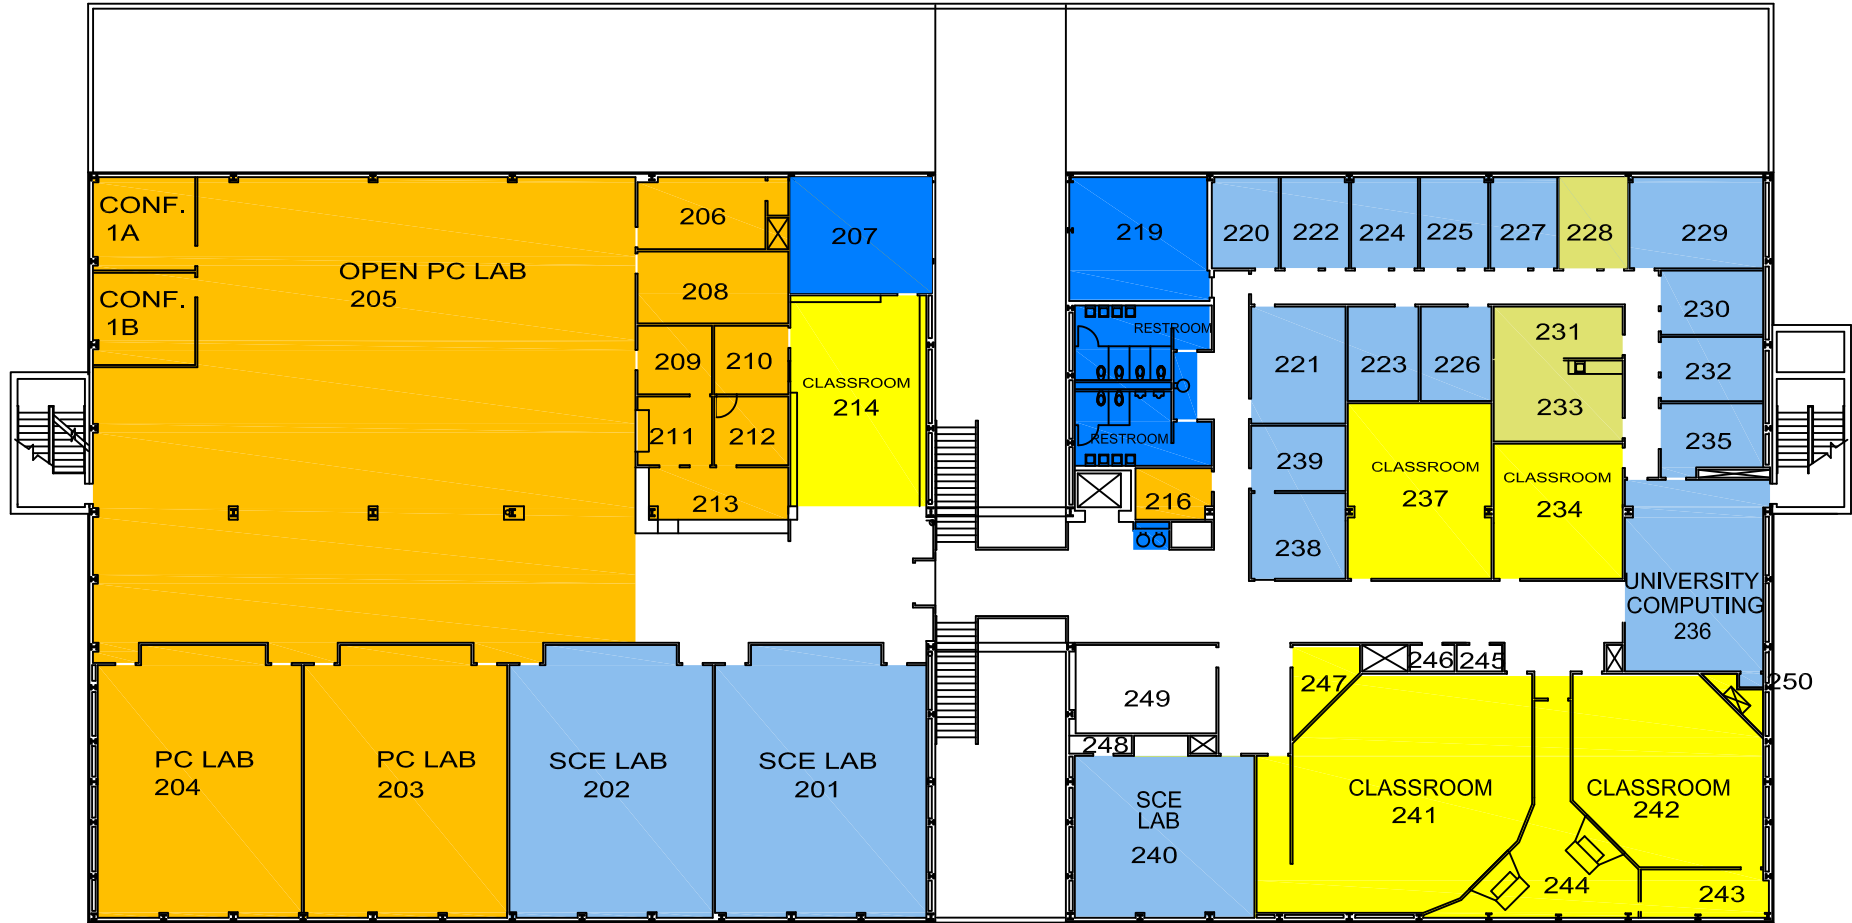 CONF.
1A
206
207
219
220
222
224
225
227
228
229
OPEN PC LAB
205
CONF.
1B
208
230
RESTROOM
209
210
221
223
226
231
232
CLASSROOM
214
233
211
212
RESTROOM
235
239
CLASSROOM
237
CLASSROOM
234
213
216
238
UNIVERSITY
COMPUTING
236
246
245
247
250
249
248
PC LAB
204
PC LAB
203
SCE LAB
202
SCE LAB
201
SCE
LAB
240
CLASSROOM
241
CLASSROOM
242
244
243